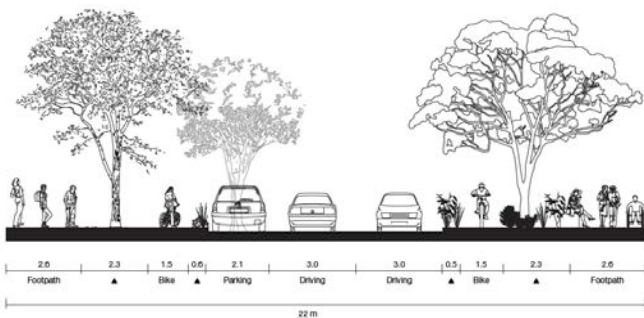 2.6 2.3 1.5 0.6 2.1 3.0 3.0 0.5 1.5 2.3 2.6
Footpath ▲ Bike ▲ Parking Driving Driving ▲ Bike ▲ Footpath
22 m